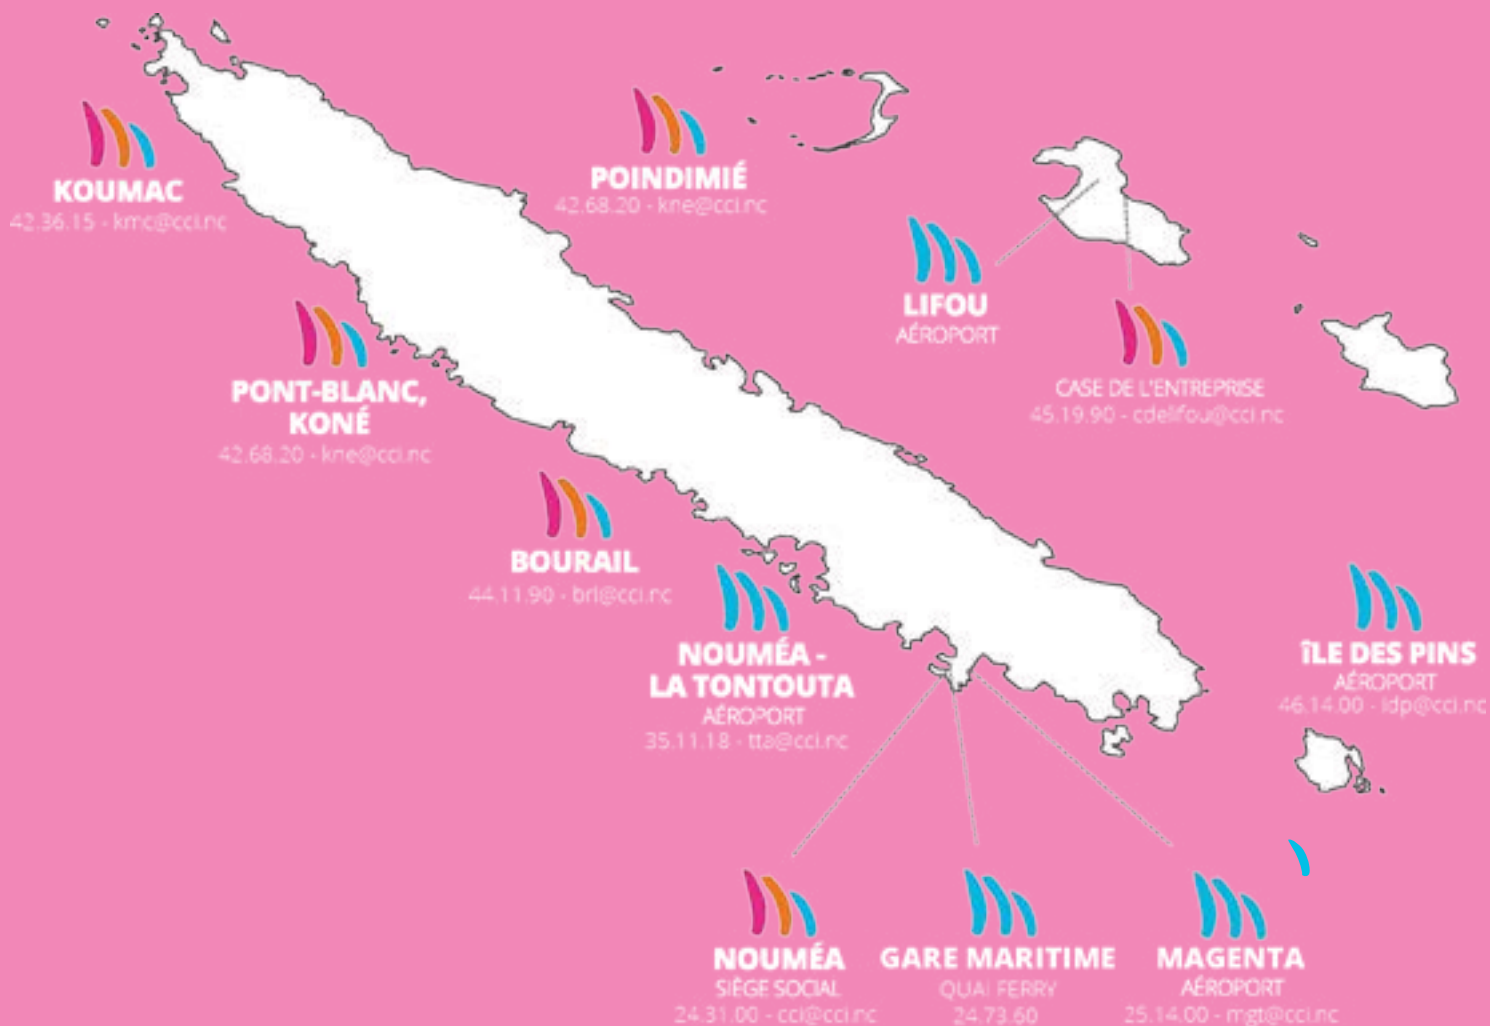 POINDIMIÉ
42.68.20 - kne@cci.nc
KOUMAC
42.36.15 - kmc@cci.nc
LIFOU
AÉROPORT
CASE DE L'ENTREPRISE
45.19.90 - cdelifou@cci.nc
PONT-BLANC,
KONÉ
42.68.20 - kne@cci.nc
BOURAIL
44.11.90 - brl@cci.nc
NOUMÉA -
LA TONTOUTA
AÉROPORT
35.11.18 - tta@cci.nc
ÎLE DES PINS
AÉROPORT
46.14.00 - idp@cci.nc
NOUMÉA
SIÈGE SOCIAL
24.31.00 - cci@cci.nc
GARE MARITIME
QUAI FERRY
24.73.60
MAGENTA
AÉROPORT
25.14.00 - mgt@cci.nc